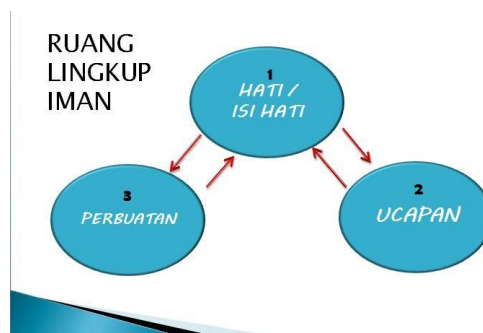 RUANG
LINGKUP
IMAN
1
HATI /
ISI HATI
3
PERBUATAN
2
UCAPAN